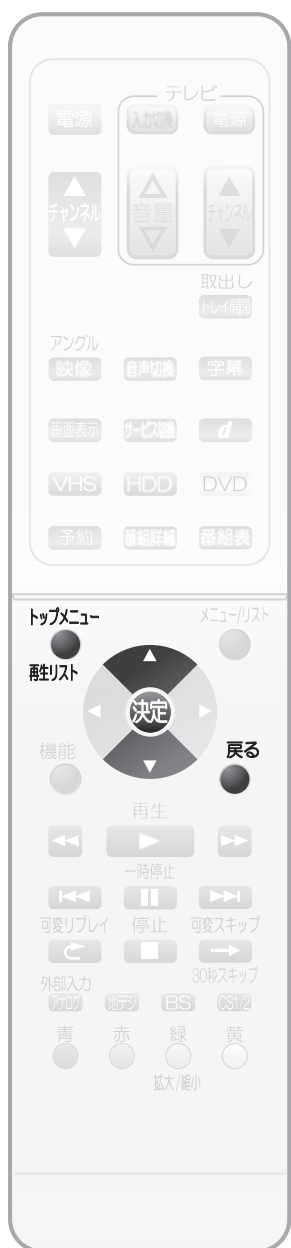 テレビ
電源 入力切換 電源
チャンネル 音量 チャンネル
取出し
トレイ開閉
アングル
映像 音声切換 字幕
画面表示 サービス切換 d
VHS HDD DVD
予約 番組詳細 番組表
トップメニュー メニュー/リスト
再生リスト
決定
機能 戻る
再生
一時停止
可変リプレイ 停止 可変スキップ
外部入力 30秒スキップ
アナログ 地デジ BS CS1,2
青 赤 緑 黄
拡大/縮小